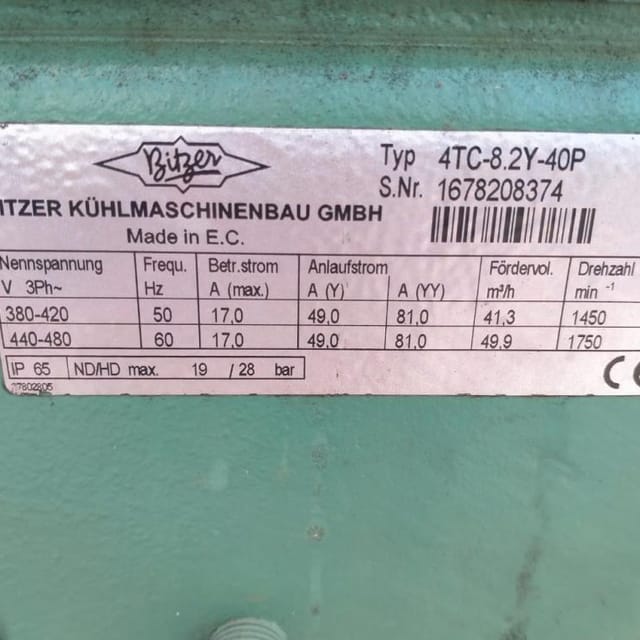 Bitzer
Typ 4TC-8.2Y-40P
S.Nr. 1678208374
ITZER KÜHLMASCHINENBAU GMBH
Made in E.C.
Nennspannung Frequ. Betr.strom Anlaufstrom Fördervol. Drehzahl
V 3Ph~ Hz A (max.) A (Y) A (YY) m³/h min -1
380-420 50 17,0 49,0 81,0 41,3 1450
440-480 60 17,0 49,0 81,0 49,9 1750
IP 65 ND/HD max. 19 / 28 bar
CE